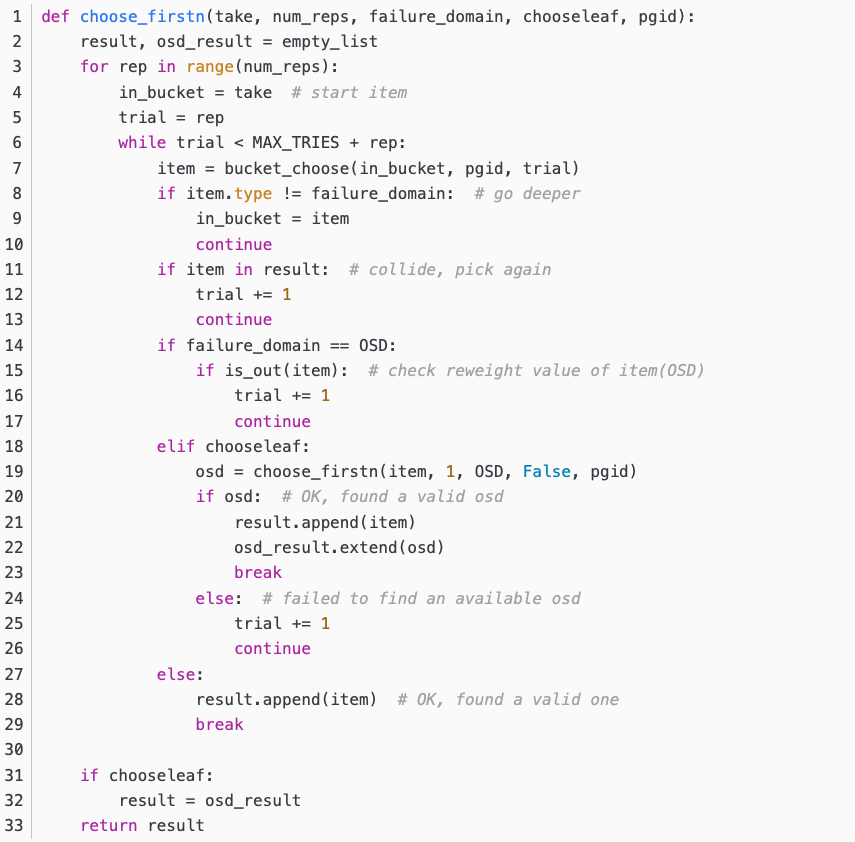 1 def choose_firstn(take, num_reps, failure_domain, chooseleaf, pgid):
2     result, osd_result = empty_list
3     for rep in range(num_reps):
4         in_bucket = take  # start item
5         trial = rep
6         while trial < MAX_TRIES + rep:
7             item = bucket_choose(in_bucket, pgid, trial)
8             if item.type != failure_domain:  # go deeper
9                 in_bucket = item
10                 continue
11             if item in result:  # collide, pick again
12                 trial += 1
13                 continue
14             if failure_domain == OSD:
15                 if is_out(item):  # check reweight value of item(OSD)
16                     trial += 1
17                     continue
18             elif chooseleaf:
19                 osd = choose_firstn(item, 1, OSD, False, pgid)
20                 if osd:  # OK, found a valid osd
21                     result.append(item)
22                     osd_result.extend(osd)
23                     break
24                 else:  # failed to find an available osd
25                     trial += 1
26                     continue
27             else:
28                 result.append(item)  # OK, found a valid one
29                 break
30
31     if chooseleaf:
32         result = osd_result
33     return result